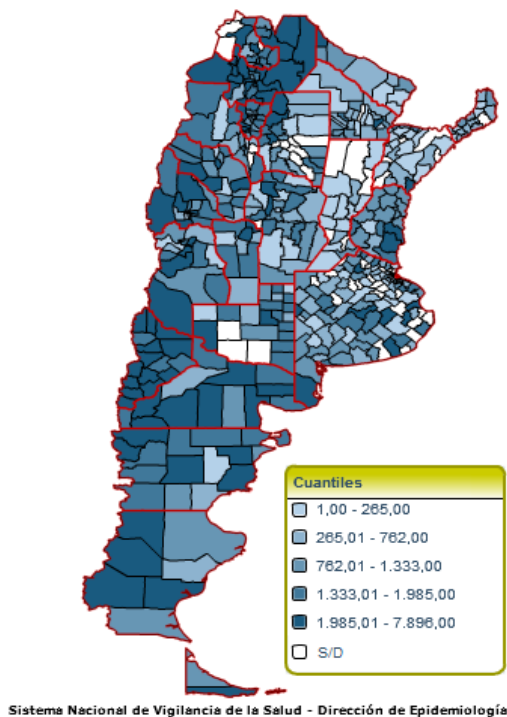 Cuantiles
1,00 - 265,00
265,01 - 762,00
762,01 - 1.333,00
1.333,01 - 1.985,00
1.985,01 - 7.896,00
S/D
Sistema Nacional de Vigilancia de la Salud - Dirección de Epidemiología